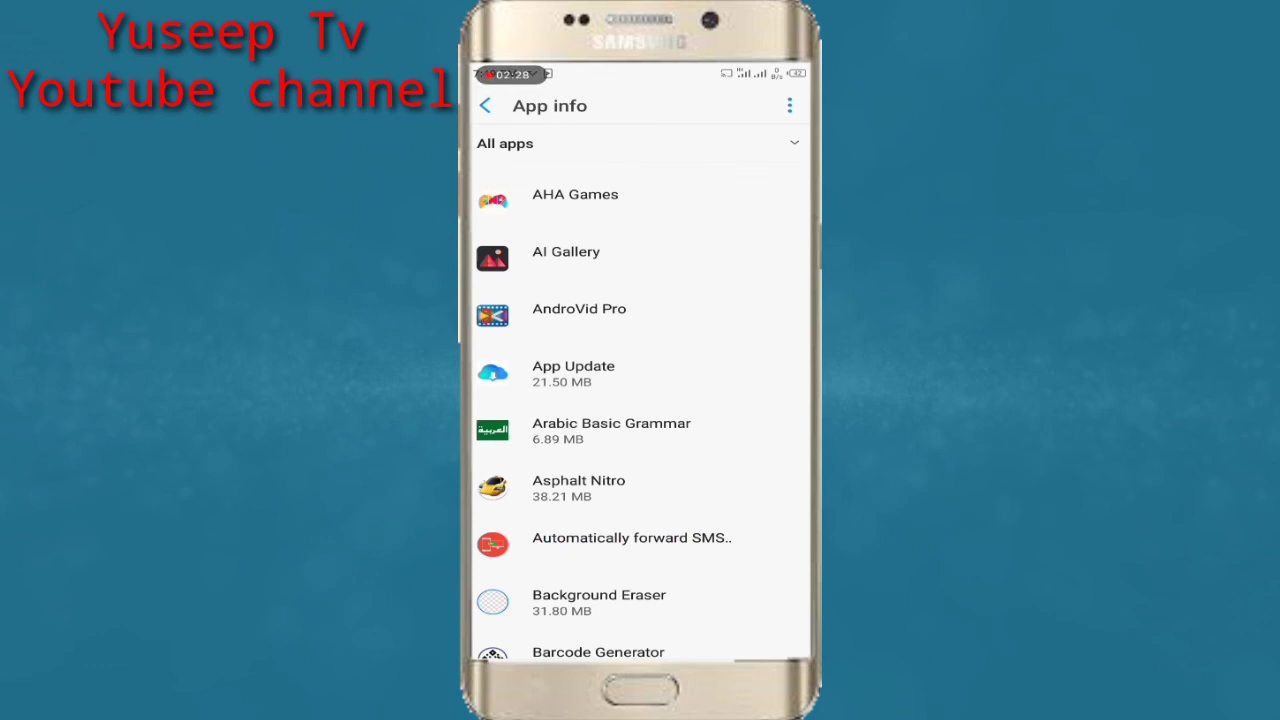 Yuseep Tv
Youtube channel
SAMSUNG
02:28
App info
All apps
AHA Games
AI Gallery
AndroVid Pro
App Update
21.50 MB
العربية
Arabic Basic Grammar
6.89 MB
Asphalt Nitro
38.21 MB
Automatically forward SMS..
Background Eraser
31.80 MB
Barcode Generator